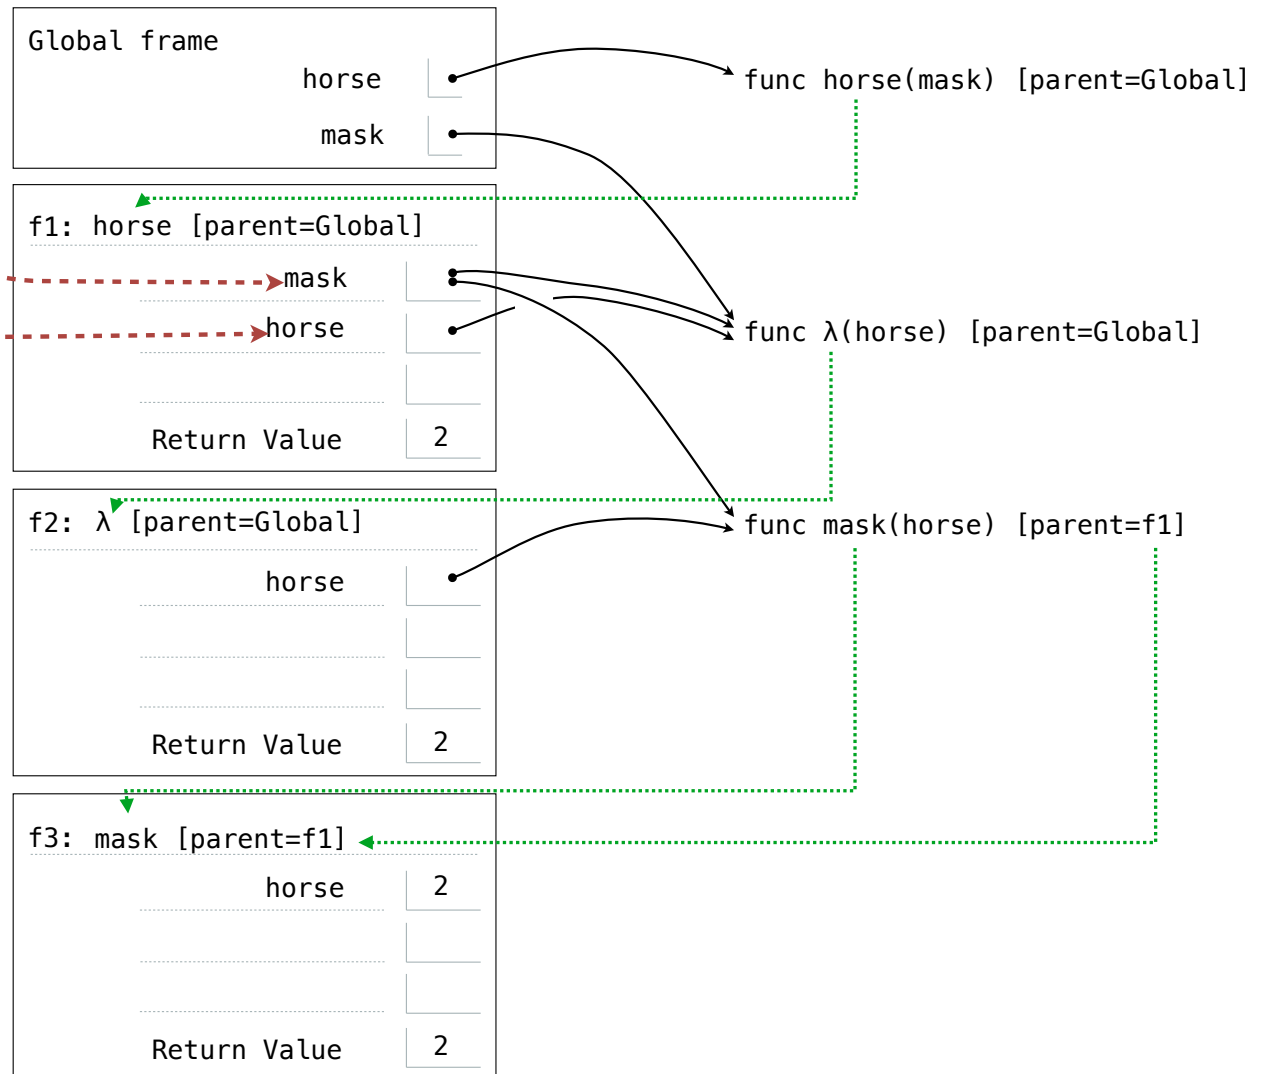 Global frame
horse
func horse(mask) [parent=Global]
mask
f1: horse [parent=Global]
mask
horse
func λ(horse) [parent=Global]
Return Value 2
f2: λ [parent=Global]
func mask(horse) [parent=f1]
horse
Return Value 2
f3: mask [parent=f1]
horse 2
Return Value 2